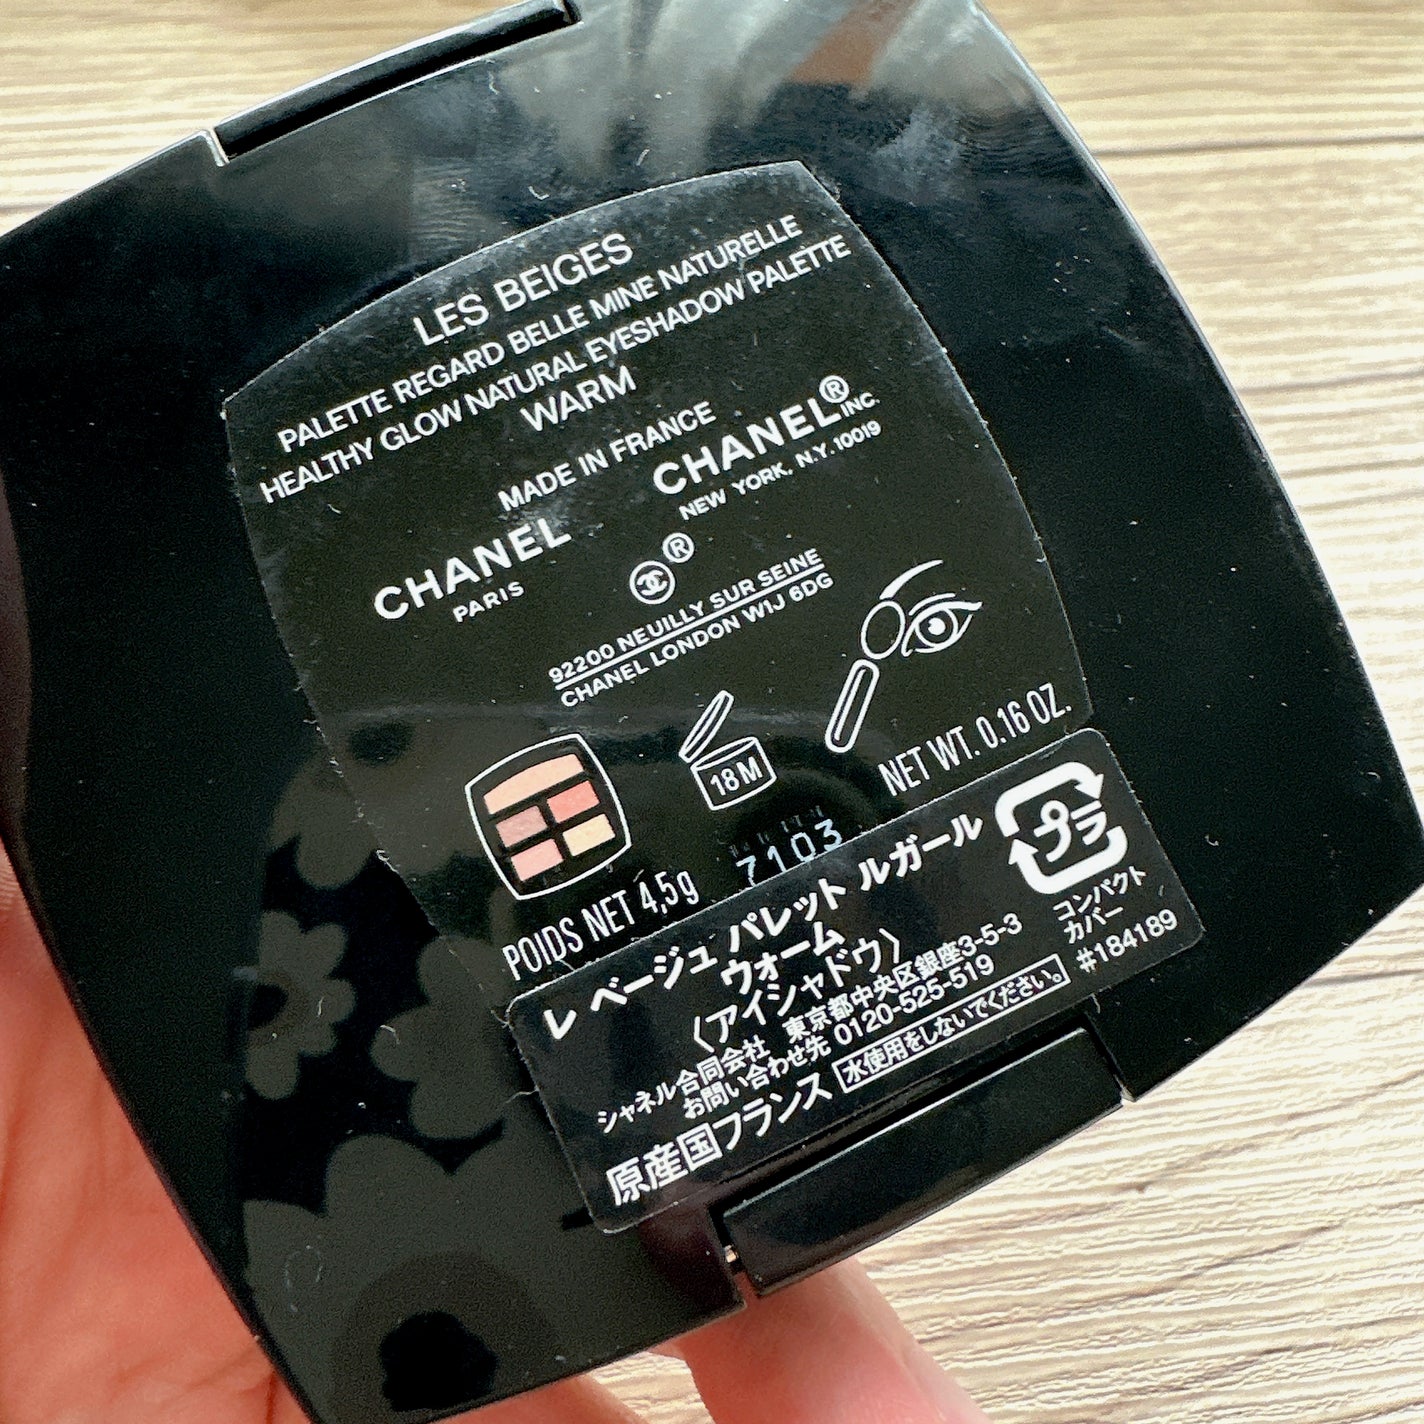 LES BEIGES
PALETTE REGARD BELLE MINE NATURELLE
HEALTHY GLOW NATURAL EYESHADOW PALETTE
WARM
MADE IN FRANCE
CHANEL
PARIS
CHANEL® INC.
NEW YORK, N.Y. 10019
®
92200 NEUILLY SUR SEINE
CHANEL LONDON W1J 6DG
18 M
POIDS NET 4,5g
NET WT. 0.16 OZ.
7103
レ ベージュ パレット ルガール
ウォーム
〈アイシャドウ〉
シャネル合同会社 東京都中央区銀座3-5-3
お問い合わせ先 0120-525-519
原産国フランス 水使用をしないでください。
プラ
コンパクト
カバー
#184189